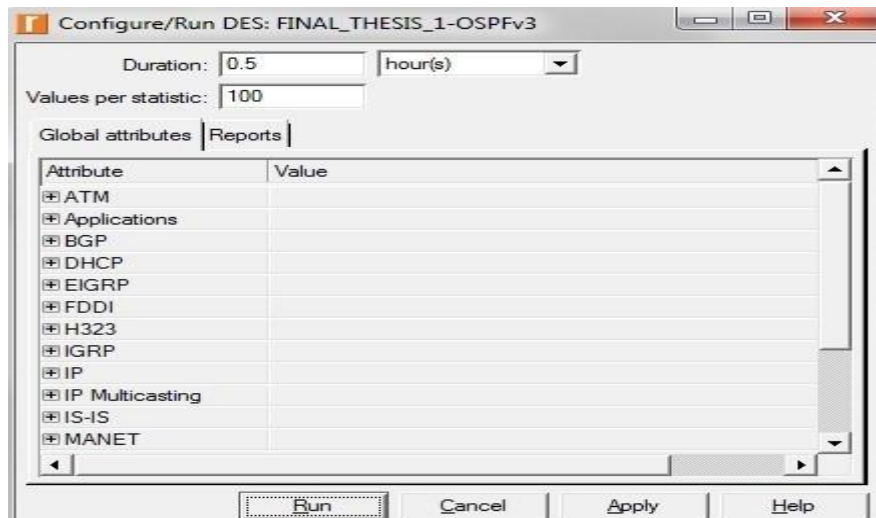 Configure/Run DES: FINAL_THESIS_1-OSPFv3
Duration: 0.5 hour(s)
Values per statistic: 100
Global attributes Reports
Attribute Value
ATM
Applications
BGP
DHCP
EIGRP
FDDI
H323
IGRP
IP
IP Multicasting
IS-IS
MANET
Run Cancel Apply Help